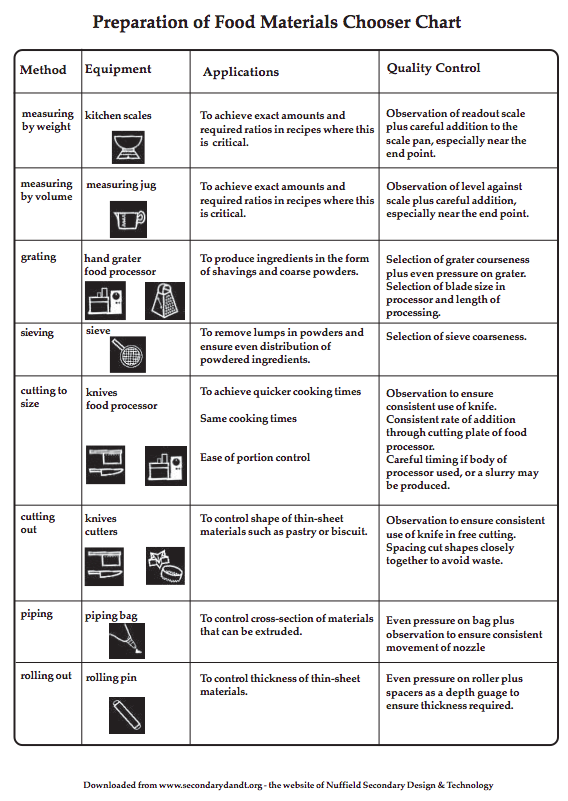 Preparation of Food Materials Chooser Chart
Method
Equipment
Applications
Quality Control
measuring
by weight
kitchen scales
To achieve exact amounts and
required ratios in recipes where this
is critical.
Observation of readout scale
plus careful addition to the
scale pan, especially near the
end point.
measuring
by volume
measuring jug
To achieve exact amounts and
required ratios in recipes where this
is critical.
Observation of level against
scale plus careful addition,
especially near the end point.
grating
hand grater
food processor
To produce ingredients in the form
of shavings and coarse powders.
Selection of grater courseness
plus even pressure on grater.
Selection of blade size in
processor and length of
processing.
sieving
sieve
To remove lumps in powders and
ensure even distribution of
powdered ingredients.
Selection of sieve coarseness.
cutting to
size
knives
food processor
To achieve quicker cooking times
Same cooking times
Ease of portion control
Observation to ensure
consistent use of knife.
Consistent rate of addition
through cutting plate of food
processor.
Careful timing if body of
processor used, or a slurry may
be produced.
cutting
out
knives
cutters
To control shape of thin-sheet
materials such as pastry or biscuit.
Observation to ensure consistent
use of knife in free cutting.
Spacing cut shapes closely
together to avoid waste.
piping
piping bag
To control cross-section of materials
that can be extruded.
Even pressure on bag plus
observation to ensure consistent
movement of nozzle
rolling out
rolling pin
To control thickness of thin-sheet
materials.
Even pressure on roller plus
spacers as a depth guage to
ensure thickness required.
Downloaded from www.secondarydandt.org - the website of Nuffield Secondary Design & Technology